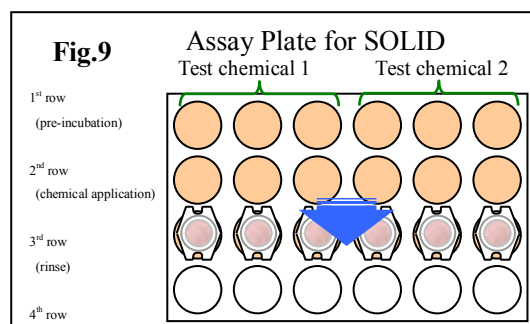 Fig.9
Assay Plate for SOLID
Test chemical 1
Test chemical 2
1st row
(pre-incubation)
2nd row
(chemical application)
3rd row
(rinse)
4th row